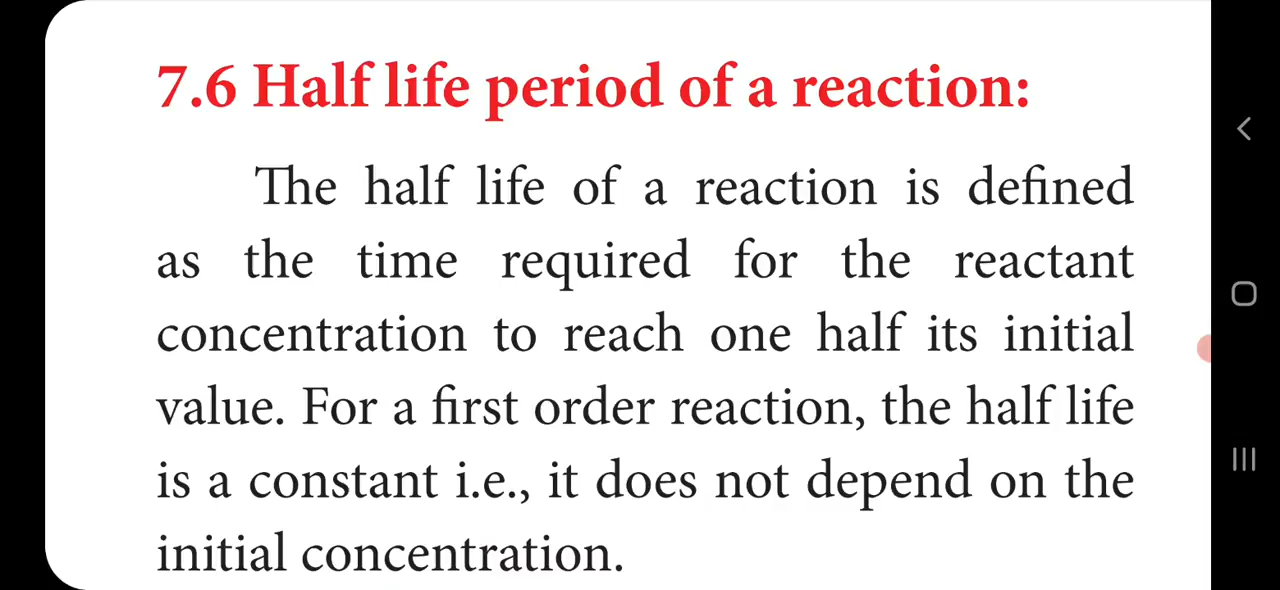 7.6 Half life period of a reaction:
The half life of a reaction is defined
as the time required for the reactant
concentration to reach one half its initial
value. For a first order reaction, the half life
is a constant i.e., it does not depend on the
initial concentration.